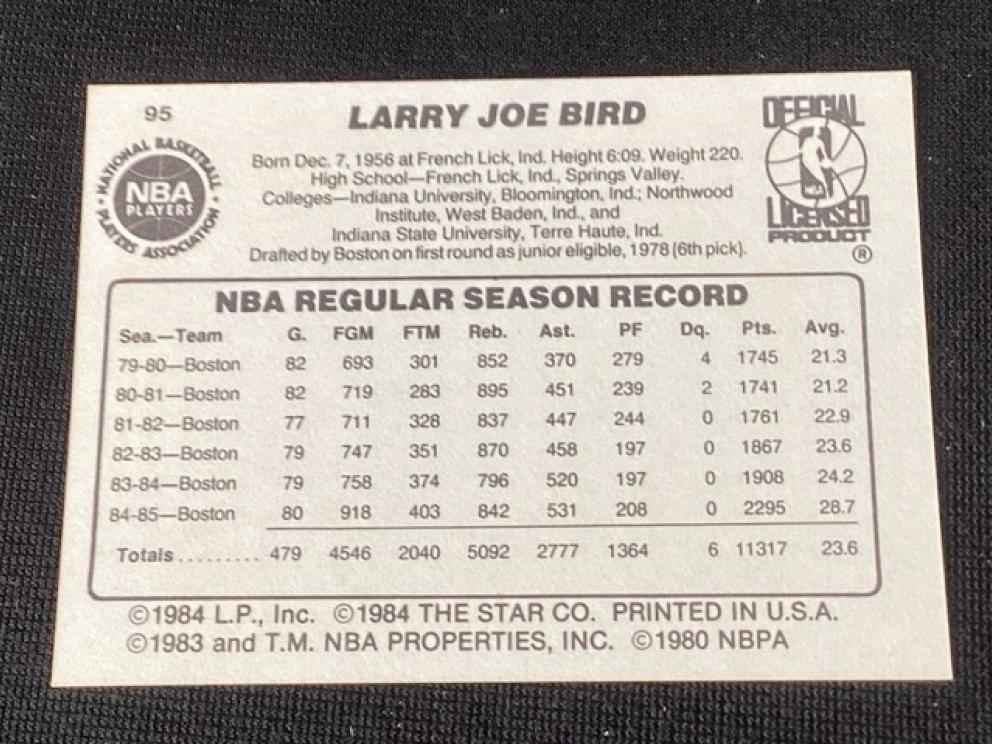 95
LARRY JOE BIRD
NATIONAL BASKETBALL
NBA
PLAYERS
PLAYERS ASSOCIATION
OFFICIAL
NBA
LICENSED
PRODUCT
®
Born Dec. 7, 1956 at French Lick, Ind. Height 6:09. Weight 220.
High School—French Lick, Ind., Springs Valley.
Colleges—Indiana University, Bloomington, Ind.; Northwood
Institute, West Baden, Ind., and
Indiana State University, Terre Haute, Ind.
Drafted by Boston on first round as junior eligible, 1978 (6th pick).
NBA REGULAR SEASON RECORD
Sea.—Team G. FGM FTM Reb. Ast. PF Dq. Pts. Avg.
79-80—Boston 82 693 301 852 370 279 4 1745 21.3
80-81—Boston 82 719 283 895 451 239 2 1741 21.2
81-82—Boston 77 711 328 837 447 244 0 1761 22.9
82-83—Boston 79 747 351 870 458 197 0 1867 23.6
83-84—Boston 79 758 374 796 520 197 0 1908 24.2
84-85—Boston 80 918 403 842 531 208 0 2295 28.7
Totals ......... 479 4546 2040 5092 2777 1364 6 11317 23.6
©1984 L.P., Inc. ©1984 THE STAR CO. PRINTED IN U.S.A.
©1983 and T.M. NBA PROPERTIES, INC. ©1980 NBPA